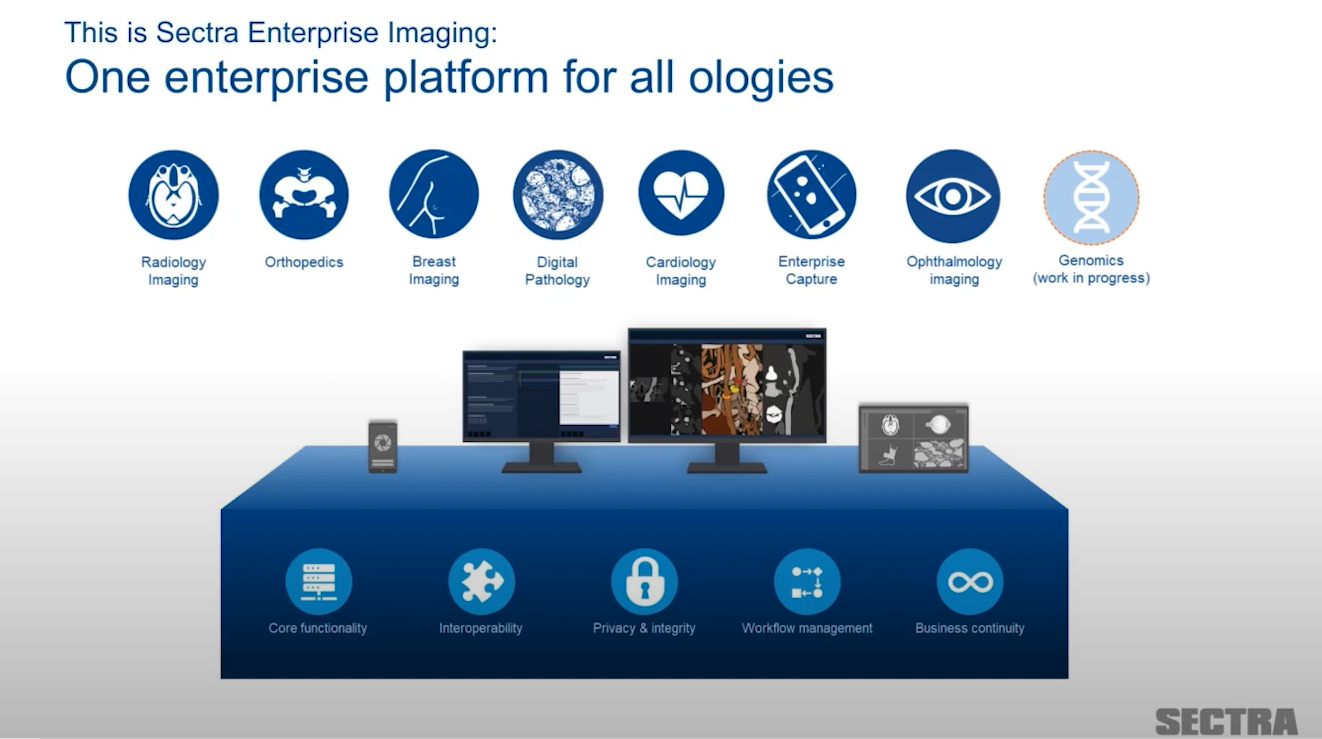 This is Sectra Enterprise Imaging:
One enterprise platform for all ologies
Radiology
Imaging
Orthopedics
Breast
Imaging
Digital
Pathology
Cardiology
Imaging
Enterprise
Capture
Ophthalmology
imaging
Genomics
(work in progress)
SECTRA
SECTRA
Core functionality
Interoperability
Privacy & integrity
Workflow management
Business continuity
SECTRA